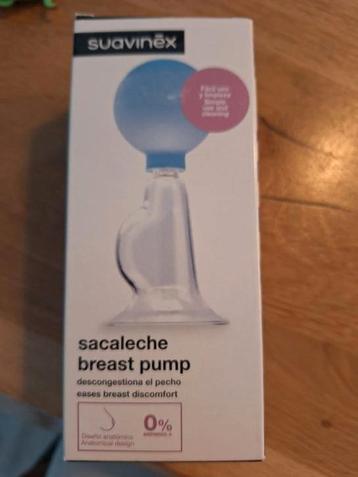 suavinēx
Fácil uso
y limpieza
Simple
use and
cleaning
sacaleche
breast pump
descongestiona el pecho
eases breast discomfort
Diseño anatómico
Anatomical design
0%